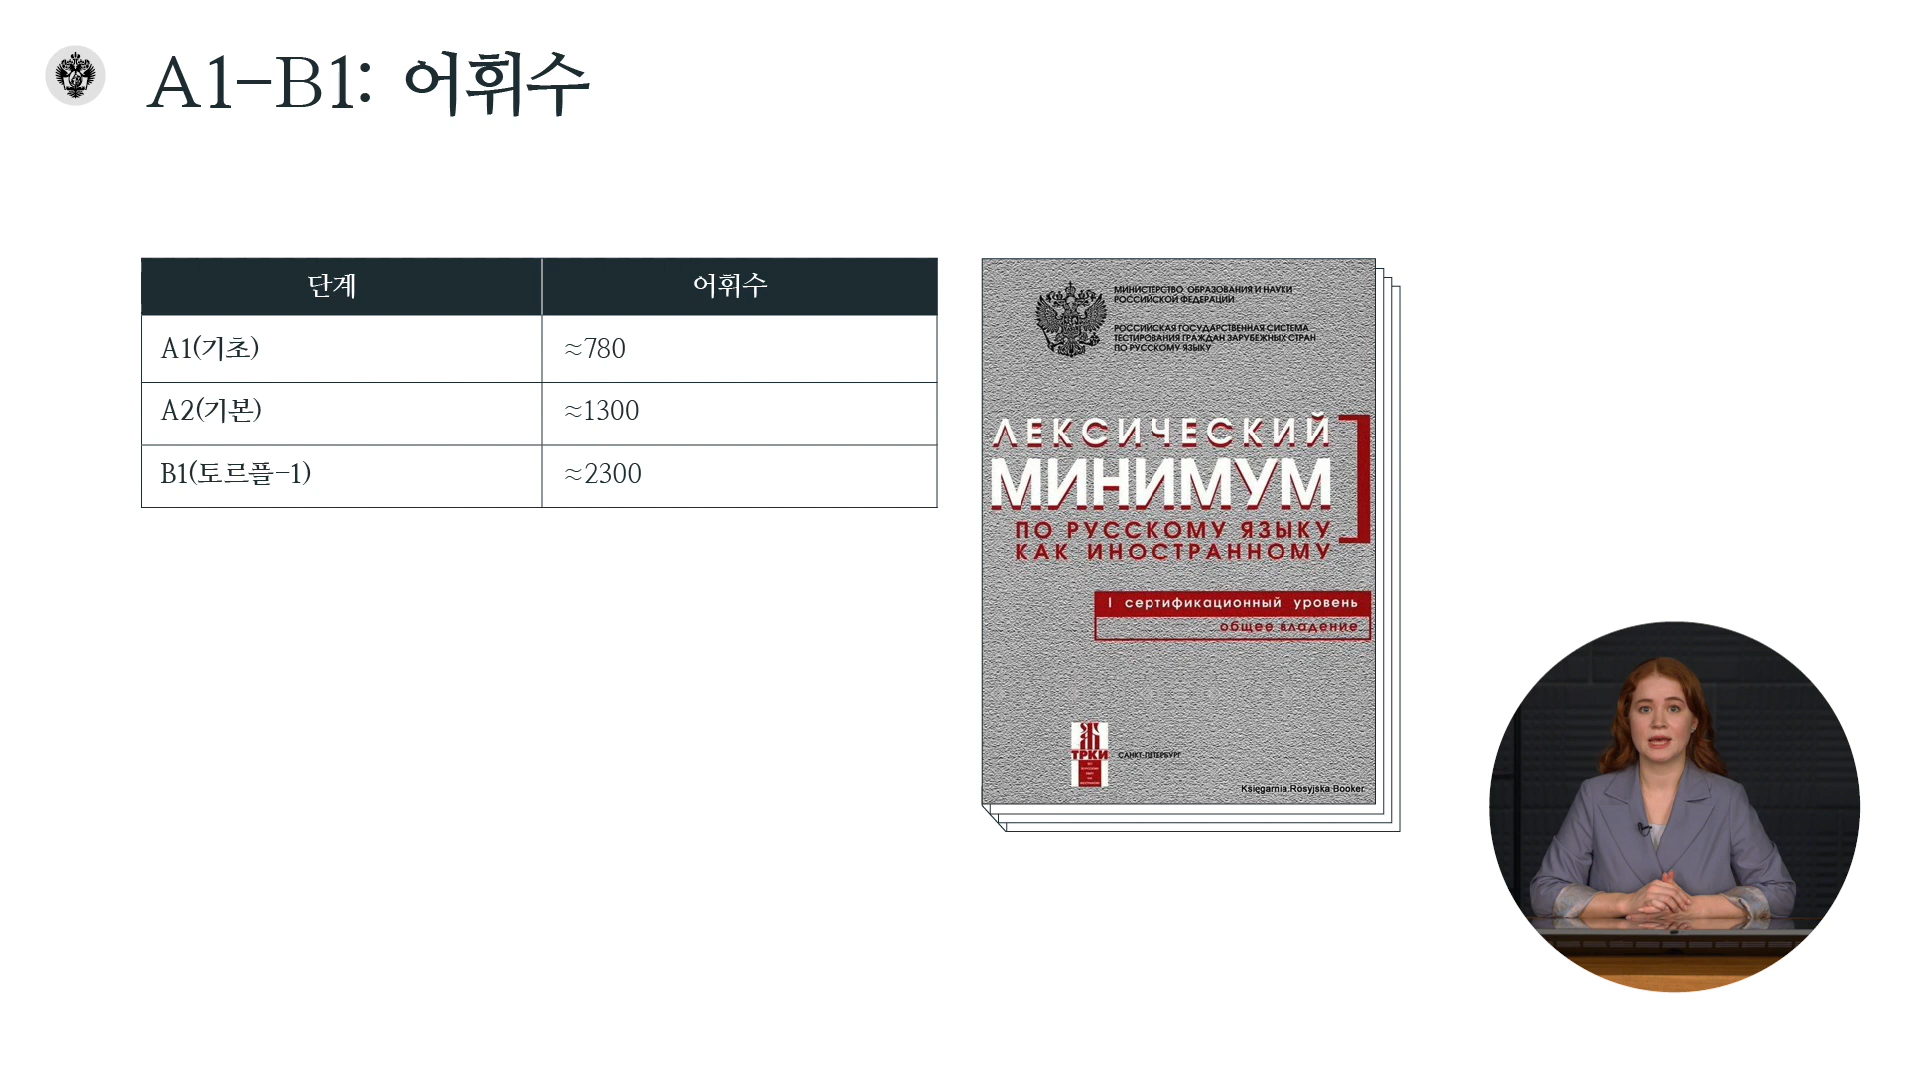 A1-B1: 어휘수
단계 어휘수
A1(기초) ≈780
A2(기본) ≈1300
B1(토르플-1) ≈2300
МИНИСТЕРСТВО ОБРАЗОВАНИЯ И НАУКИ
РОССИЙСКОЙ ФЕДЕРАЦИИ
РОССИЙСКАЯ ГОСУДАРСТВЕННАЯ СИСТЕМА
ТЕСТИРОВАНИЯ ГРАЖДАН ЗАРУБЕЖНЫХ СТРАН
ПО РУССКОМУ ЯЗЫКУ
ЛЕКСИЧЕСКИЙ
МИНИМУМ
ПО РУССКОМУ ЯЗЫКУ
КАК ИНОСТРАННОМУ
I сертификационный уровень
общее владение
ТРКИ
САНКТ-ПЕТЕРБУРГ
Księgarnia Rosyjska Booker